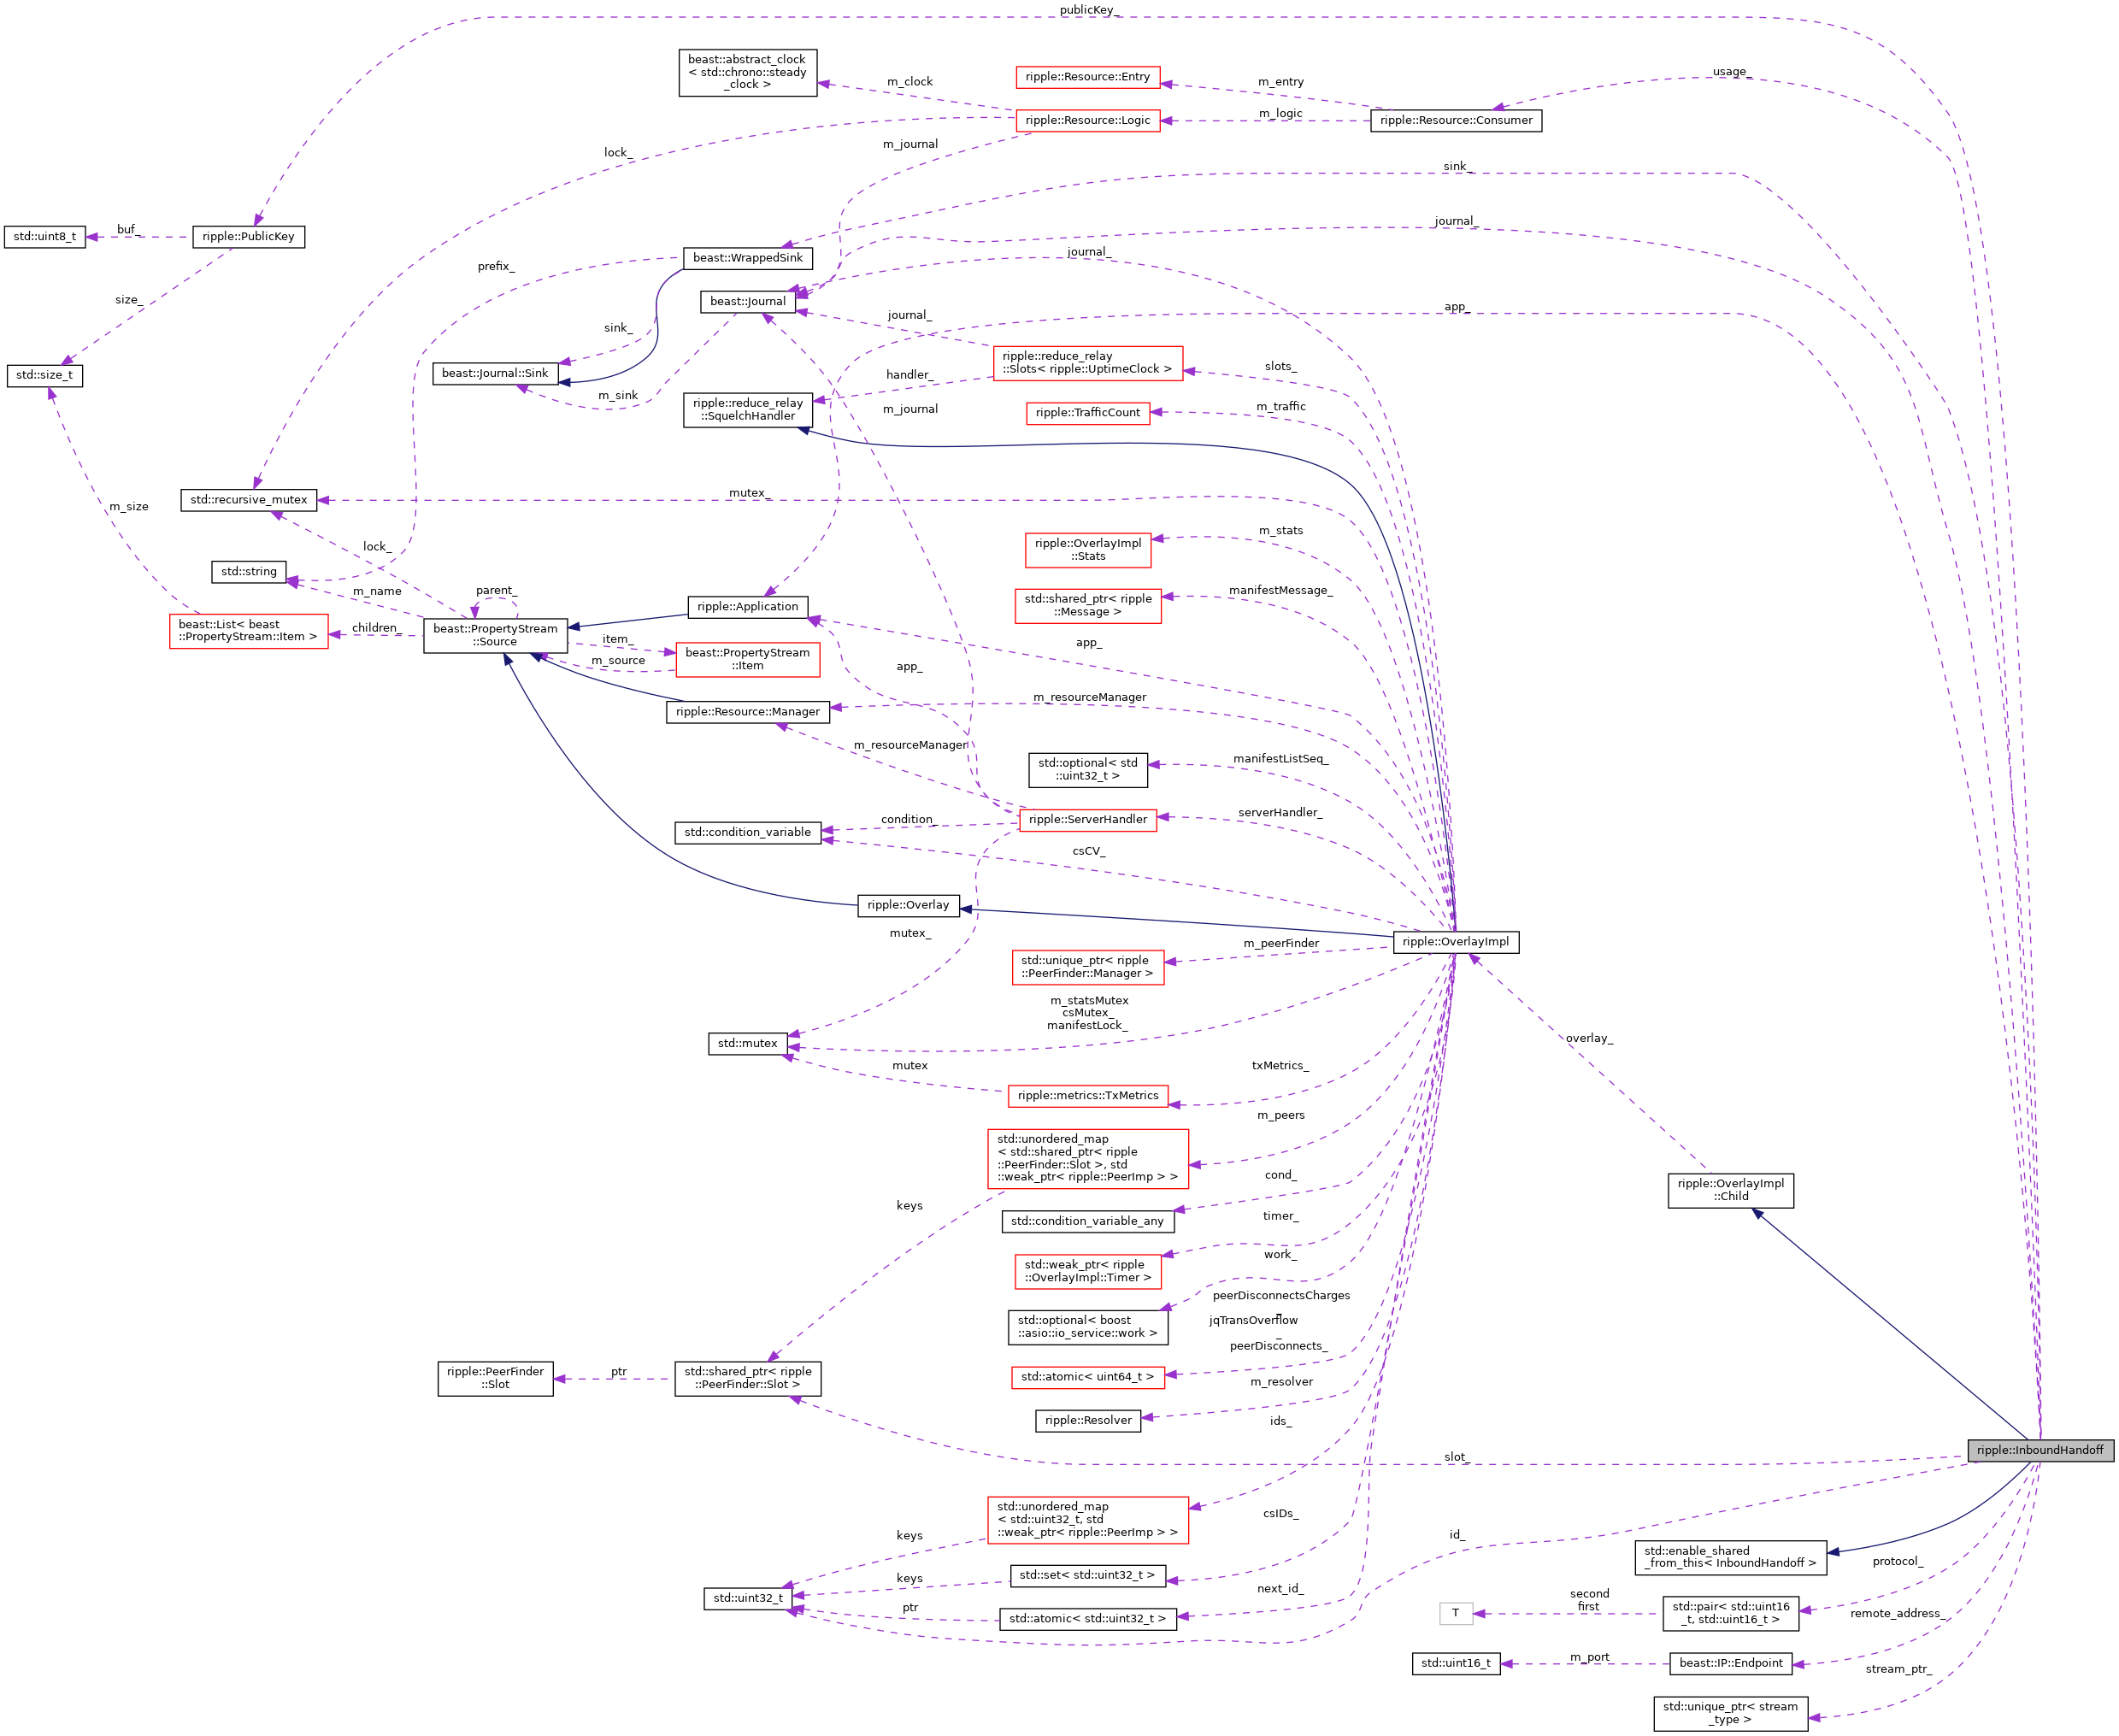 publicKey_
beast::abstract_clock
< std::chrono::steady
_clock >
m_clock
ripple::Resource::Entry
m_entry
usage_
ripple::Resource::Logic
m_logic
ripple::Resource::Consumer
lock_
m_journal
sink_
std::uint8_t
buf_
ripple::PublicKey
journal_
prefix_
beast::WrappedSink
journal_
size_
beast::Journal
app_
sink_
journal_
ripple::reduce_relay
::Slots< ripple::UptimeClock >
slots_
std::size_t
beast::Journal::Sink
handler_
m_sink
ripple::reduce_relay
::SquelchHandler
m_journal
ripple::TrafficCount
m_traffic
m_size
std::recursive_mutex
mutex_
lock_
ripple::OverlayImpl
::Stats
m_stats
std::string
m_name
parent_
std::shared_ptr< ripple
::Message >
manifestMessage_
beast::List< beast
::PropertyStream::Item >
children_
beast::PropertyStream
::Source
ripple::Application
item_
m_source
beast::PropertyStream
::Item
app_
app_
ripple::Resource::Manager
m_resourceManager
m_resourceManager
std::optional< std
::uint32_t >
manifestListSeq_
std::condition_variable
condition_
ripple::ServerHandler
serverHandler_
csCV_
ripple::Overlay
mutex_
ripple::OverlayImpl
std::unique_ptr< ripple
::PeerFinder::Manager >
m_peerFinder
m_statsMutex
csMutex_
manifestLock_
std::mutex
overlay_
mutex
ripple::metrics::TxMetrics
txMetrics_
std::unordered_map
< std::shared_ptr< ripple
::PeerFinder::Slot >, std
::weak_ptr< ripple::PeerImp > >
m_peers
keys
cond_
ripple::OverlayImpl
::Child
std::condition_variable_any
timer_
std::weak_ptr< ripple
::OverlayImpl::Timer >
work_
std::optional< boost
::asio::io_service::work >
peerDisconnectsCharges
_
jqTransOverflow
_
peerDisconnects_
ripple::PeerFinder
::Slot
ptr
std::shared_ptr< ripple
::PeerFinder::Slot >
std::atomic< uint64_t >
m_resolver
ripple::Resolver
ids_
slot_
ripple::InboundHandoff
std::unordered_map
< std::uint32_t, std
::weak_ptr< ripple::PeerImp > >
csIDs_
id_
keys
std::enable_shared
_from_this< InboundHandoff >
protocol_
keys
std::set< std::uint32_t >
std::uint32_t
ptr
std::atomic< std::uint32_t >
next_id_
T
second
first
std::pair< std::uint16
_t, std::uint16_t >
remote_address_
std::uint16_t
m_port
beast::IP::Endpoint
stream_ptr_
std::unique_ptr< stream
_type >